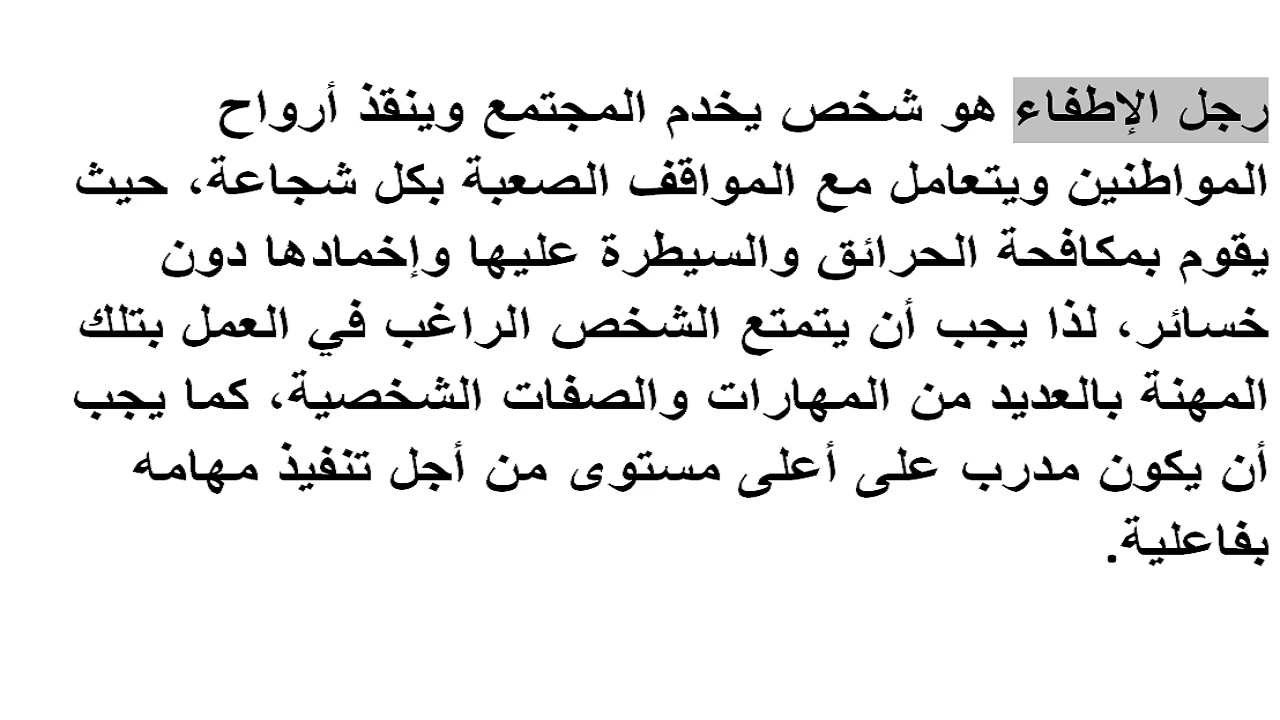 رجل الإطفاء هو شخص يخدم المجتمع وينقذ أرواح
المواطنين ويتعامل مع المواقف الصعبة بكل شجاعة، حيث
يقوم بمكافحة الحرائق والسيطرة عليها وإخمادها دون
خسائر، لذا يجب أن يتمتع الشخص الراغب في العمل بتلك
المهنة بالعديد من المهارات والصفات الشخصية، كما يجب
أن يكون مدرب على أعلى مستوى من أجل تنفيذ مهامه
بفاعلية.